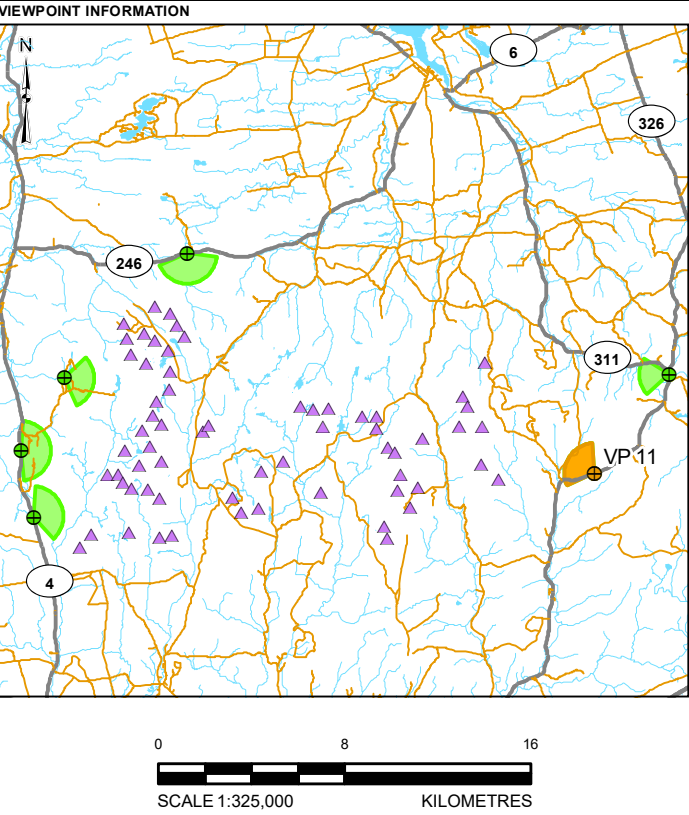 VIEWPOINT INFORMATION
N
6
326
246
311
VP 11
4
0 8 16
SCALE 1:325,000 KILOMETRES